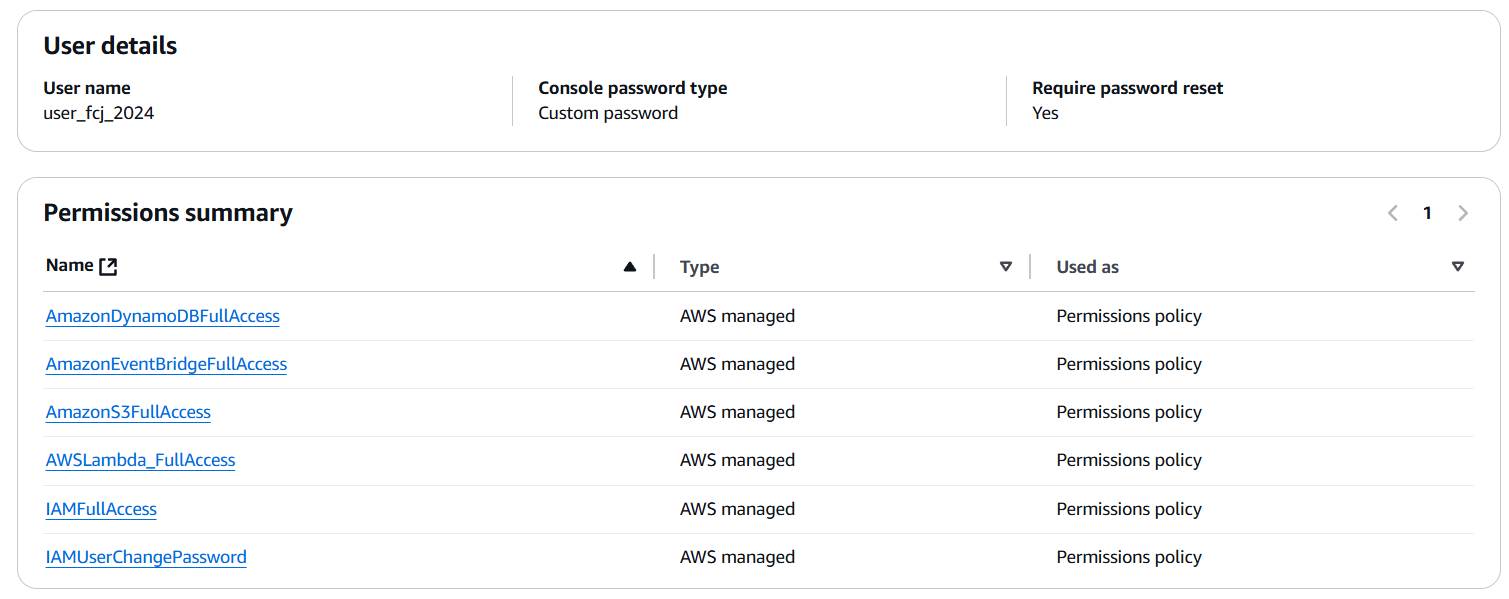 User details
User name
user_fcj_2024
Console password type
Custom password
Require password reset
Yes
Permissions summary
1
Name Type Used as
AmazonDynamoDBFullAccess AWS managed Permissions policy
AmazonEventBridgeFullAccess AWS managed Permissions policy
AmazonS3FullAccess AWS managed Permissions policy
AWSLambda_FullAccess AWS managed Permissions policy
IAMFullAccess AWS managed Permissions policy
IAMUserChangePassword AWS managed Permissions policy